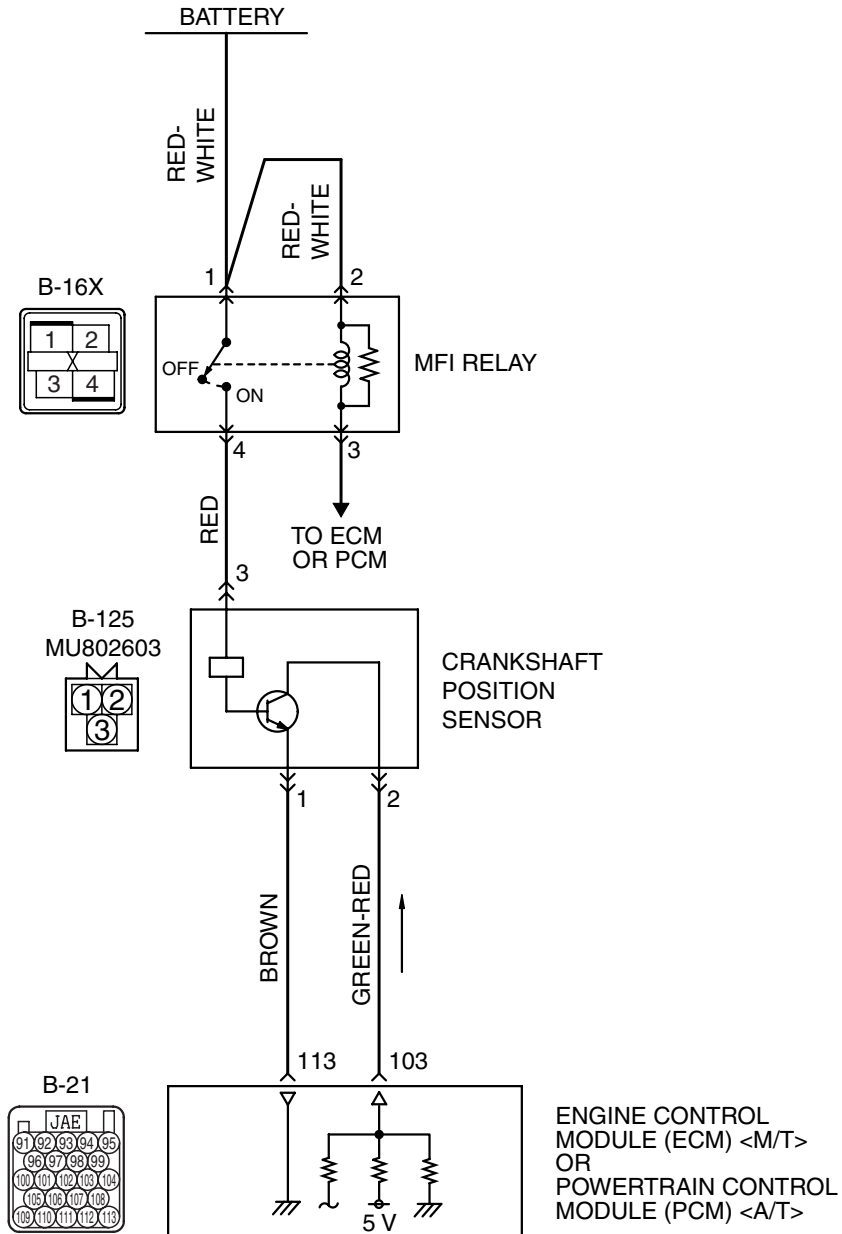 BATTERY
RED-
WHITE
RED-
WHITE
1
2
B-16X
1 2
3 4
OFF
ON
MFI RELAY
4
3
RED
TO ECM
OR PCM
3
B-125
MU802603
1 2
3
CRANKSHAFT
POSITION
SENSOR
1
2
BROWN
GREEN-RED
113
103
B-21
JAE
91 92 93 94 95
96 97 98 99
100 101 102 103 104
105 106 107 108
109 110 111 112 113
5 V
ENGINE CONTROL
MODULE (ECM) <M/T>
OR
POWERTRAIN CONTROL
MODULE (PCM) <A/T>